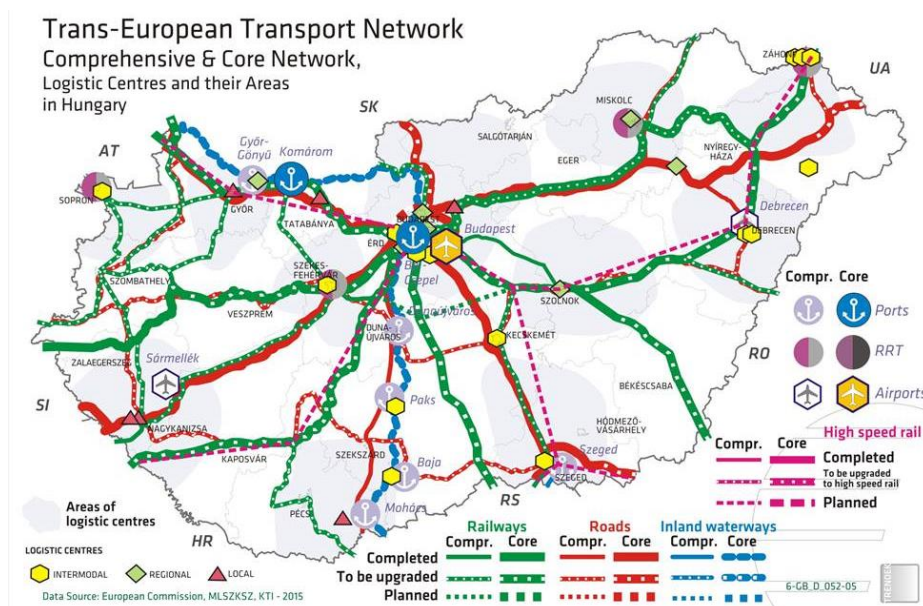 Trans-European Transport Network
Comprehensive & Core Network,
Logistic Centres and their Areas
in Hungary
SK
UA
AT
ZÁHONY
MISKOLC
SALGÓTARJÁN
NYÍREGY-
HÁZA
EGER
Győr-
Gönyű
Komárom
SOPRON
GYŐR
TATABÁNYA
Debrecen
DEBRECEN
BUDAPEST
Budapest
ÉRD
Csepel
SZÉKES-
FEHÉRVÁR
SZOMBATHELY
VESZPRÉM
SZOLNOK
Dunaújváros
DUNA-
ÚJVÁROS
KECSKEMÉT
Compr. Core
Ports
RRT
Airports
RO
ZALAEGERSZEG
Sármellék
SI
Paks
BÉKÉSCSABA
HÓDMEZŐ-
VÁSÁRHELY
NAGYKANIZSA
KAPOSVÁR
SZEKSZÁRD
Baja
Szeged
SZEGED
High speed
rail
Compr. Core
Completed
To be upgraded
to high speed rail
Planned
RS
PÉCS
Mohács
HR
Areas of
logistic centres
LOGISTIC CENTRES
INTERMODAL
REGIONAL
LOCAL
Data Source: European Commission, MLSZKSZ, KTI - 2015
Railways Roads Inland waterways
Compr. Core Compr. Core Compr. Core
Completed
To be upgraded
Planned
6-GB_D_052-05
TRENDEX